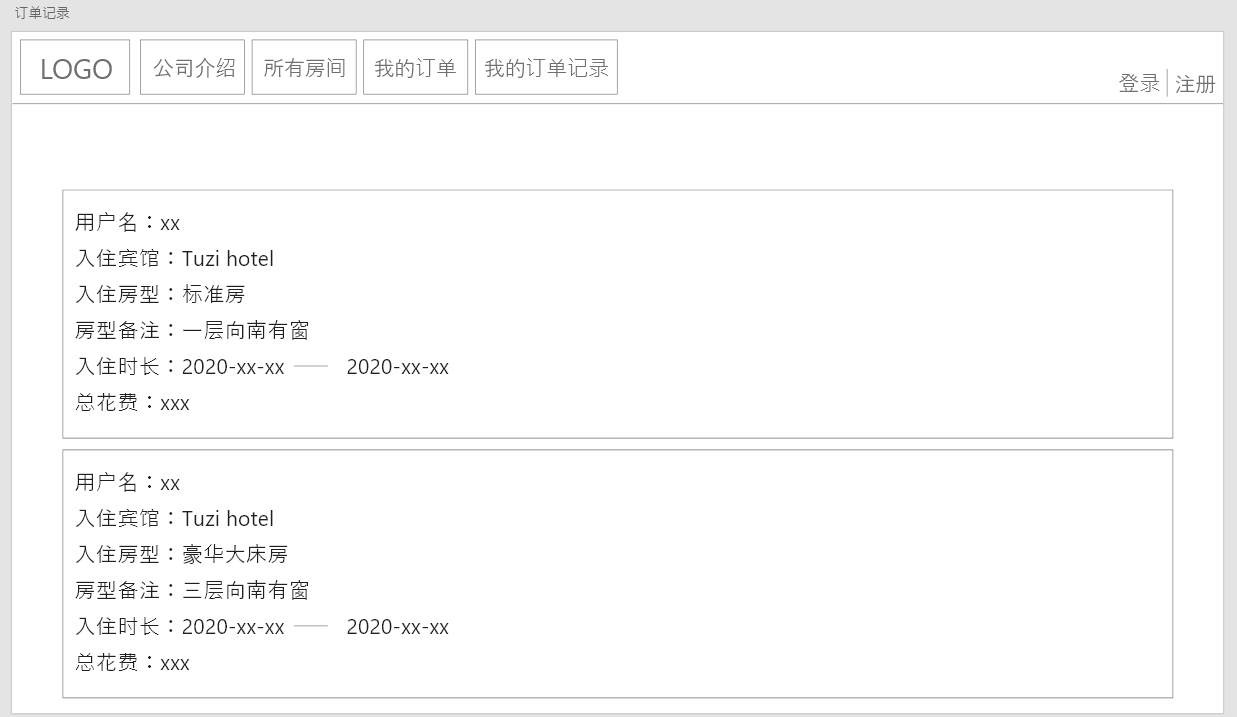 订单记录
LOGO 公司介绍 所有房间 我的订单 我的订单记录
登录 注册
用户名：xx
入住宾馆：Tuzi hotel
入住房型：标准房
房型备注：一层向南有窗
入住时长：2020-xx-xx —— 2020-xx-xx
总花费：xxx
用户名：xx
入住宾馆：Tuzi hotel
入住房型：豪华大床房
房型备注：三层向南有窗
入住时长：2020-xx-xx —— 2020-xx-xx
总花费：xxx